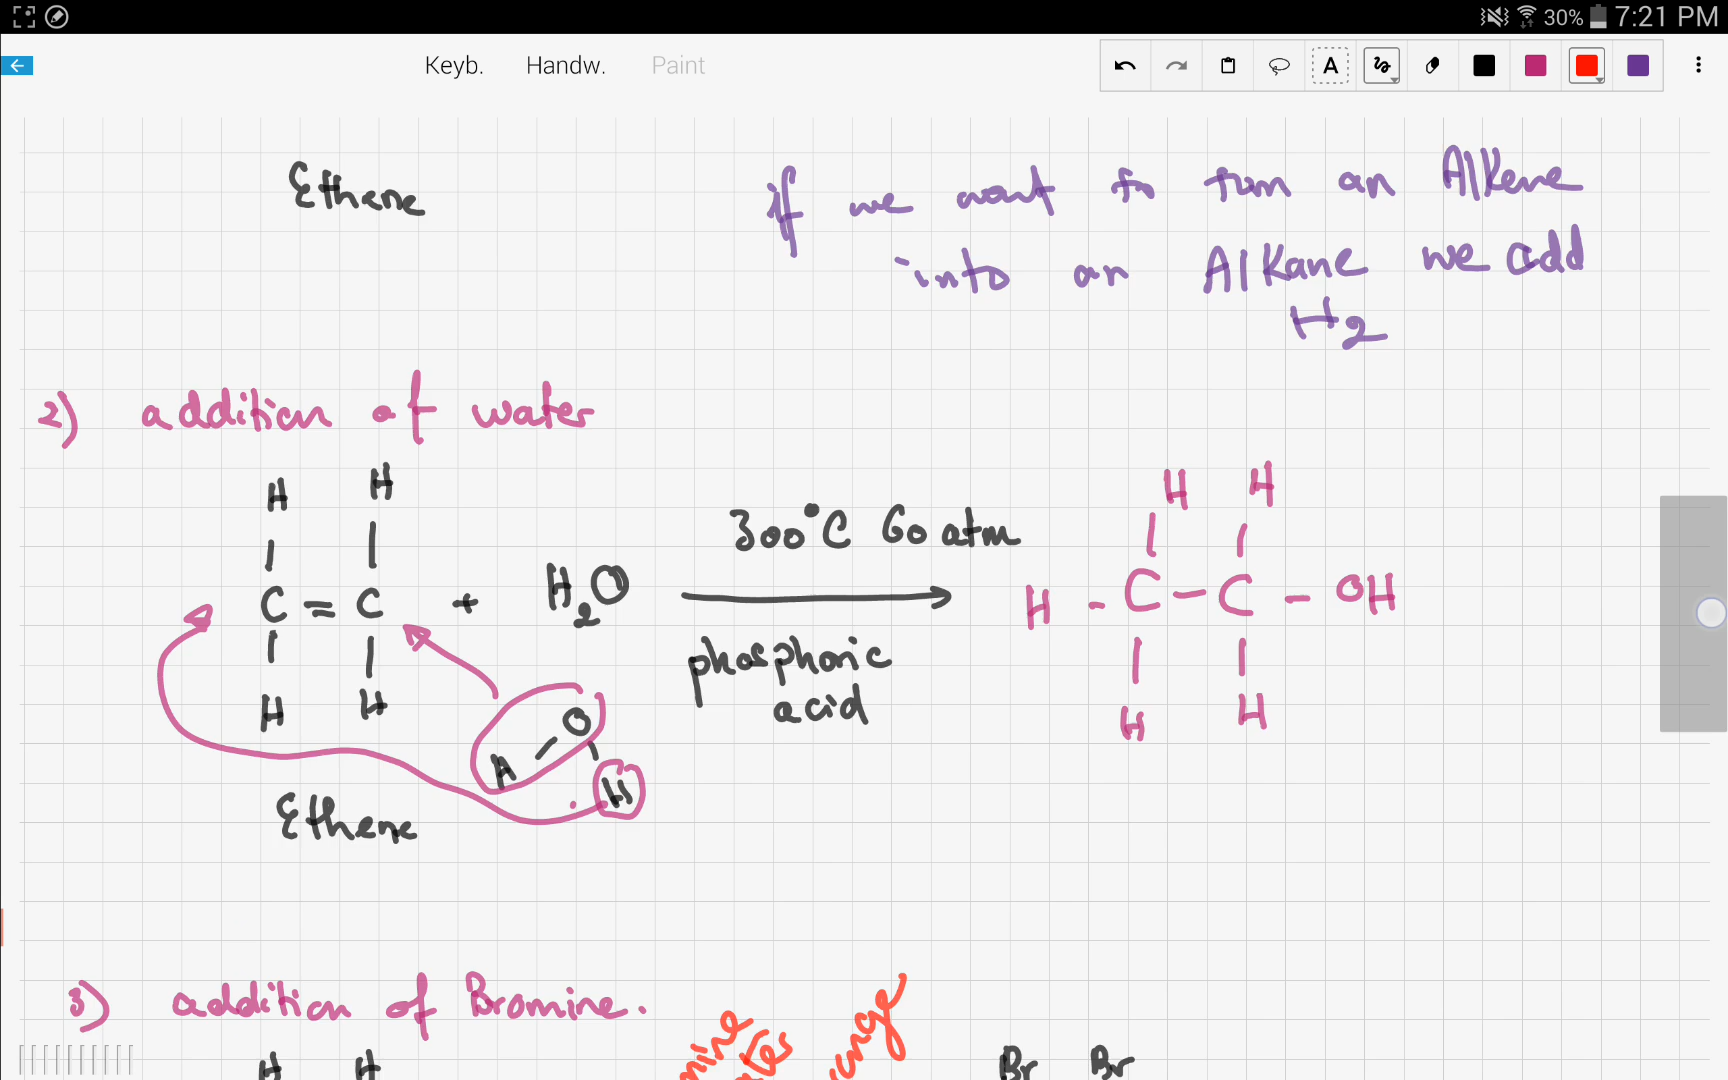 30% 7:21 PM
Keyb. Handw. Paint A
Ethene
if we want to turn an Alkene
into an Alkane we add
H2
2) addition of water
H H
C = C + H2O
H H
O
H
Ethene
300°C 60 atm
phosphoric
acid
H H
H - C - C - OH
H H
3) addition of Bromine.
H H
Br Br